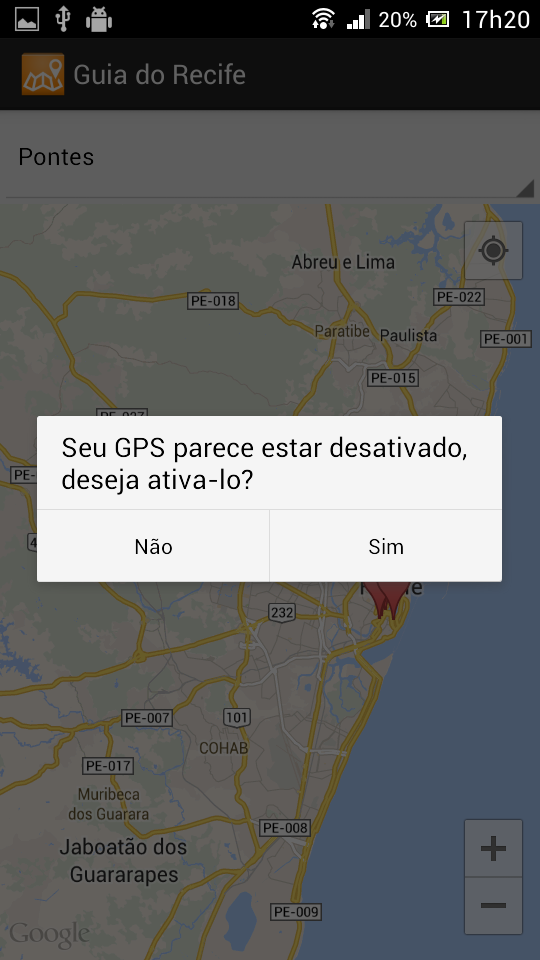 20% 17h20
Guia do Recife
Pontes
Abreu e Lima
PE-018
PE-022
Paratibe
Paulista
PE-001
PE-015
Seu GPS parece estar desativado,
deseja ativa-lo?
Não
Sim
232
PE-007
101
COHAB
PE-017
Muribeca
dos Guarara
PE-008
Jaboatão dos
Guararapes
PE-009
Google